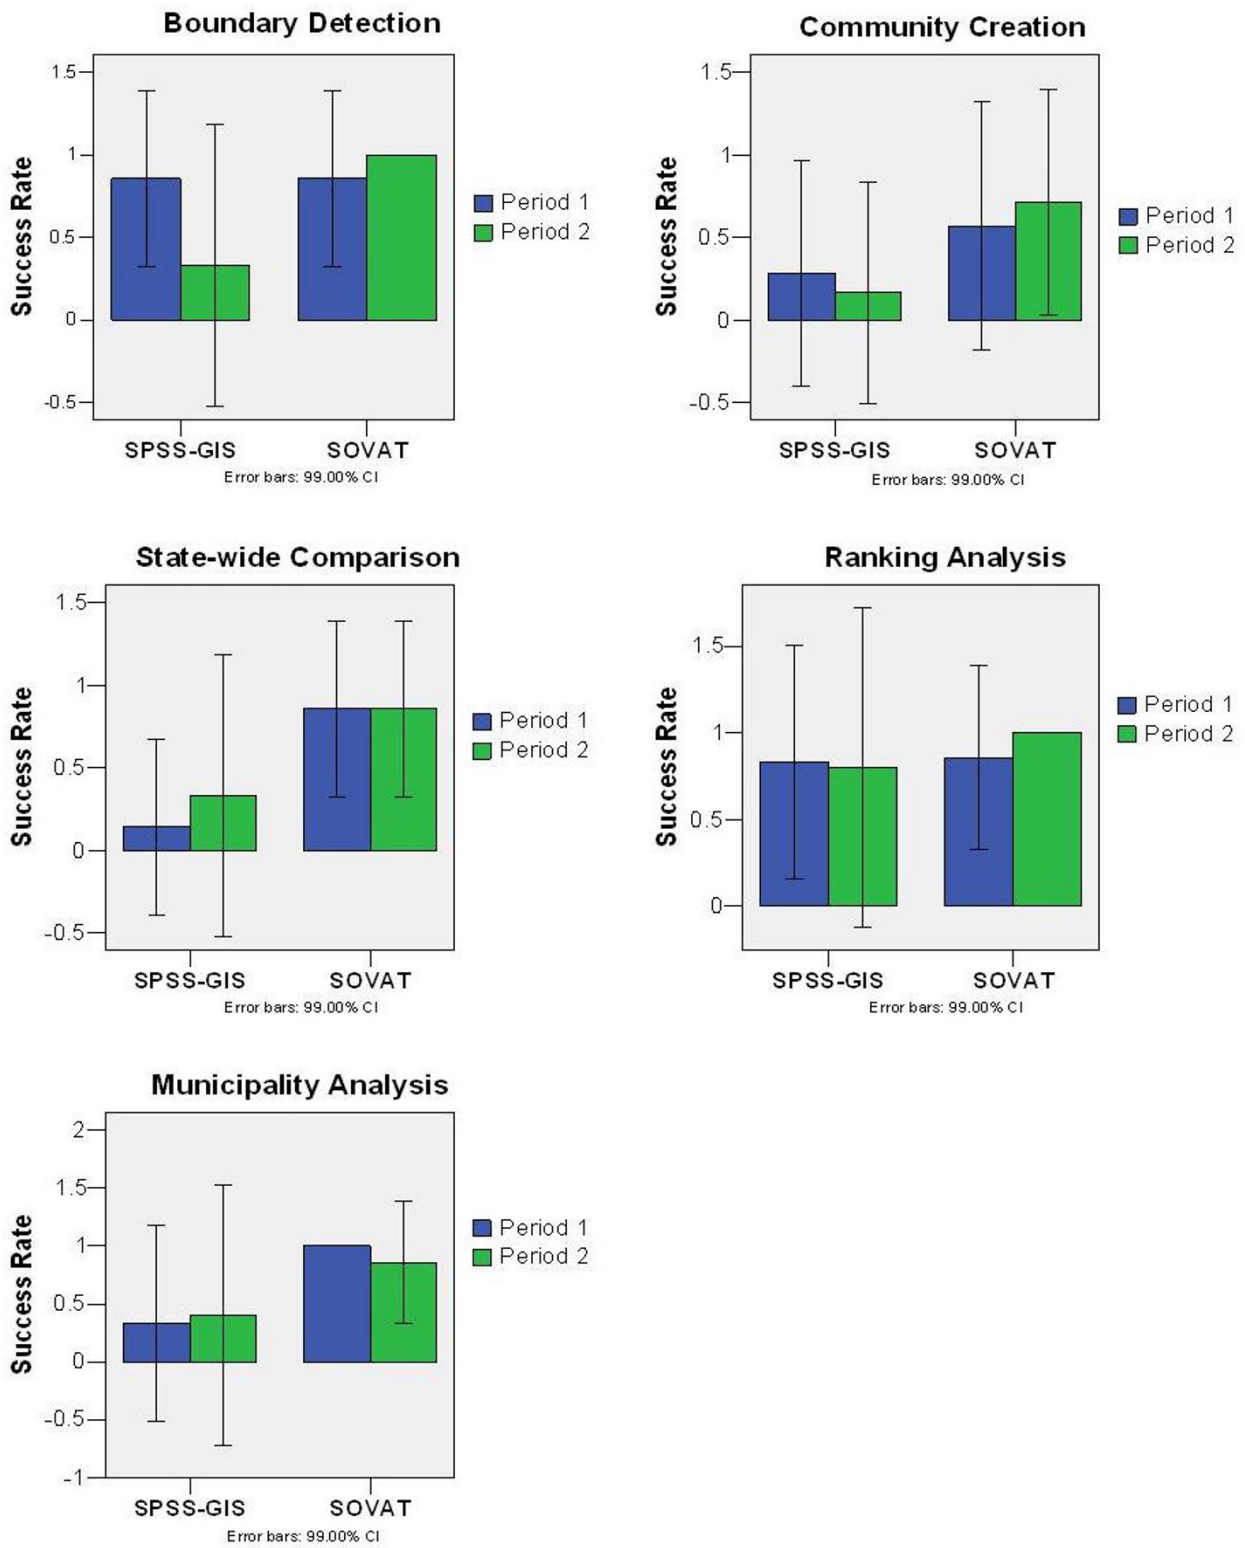 Boundary Detection
Success Rate
1.5
1
0.5
0
-0.5
SPSS-GIS SOVAT
Error bars: 99.00% CI
Period 1
Period 2
Community Creation
Success Rate
1.5
1
0.5
0
-0.5
SPSS-GIS SOVAT
Error bars: 99.00% CI
Period 1
Period 2
State-wide Comparison
Success Rate
1.5
1
0.5
0
-0.5
SPSS-GIS SOVAT
Error bars: 99.00% CI
Period 1
Period 2
Ranking Analysis
Success Rate
1.5
1
0.5
0
SPSS-GIS SOVAT
Error bars: 99.00% CI
Period 1
Period 2
Municipality Analysis
Success Rate
2
1.5
1
0.5
0
-0.5
-1
SPSS-GIS SOVAT
Error bars: 99.00% CI
Period 1
Period 2